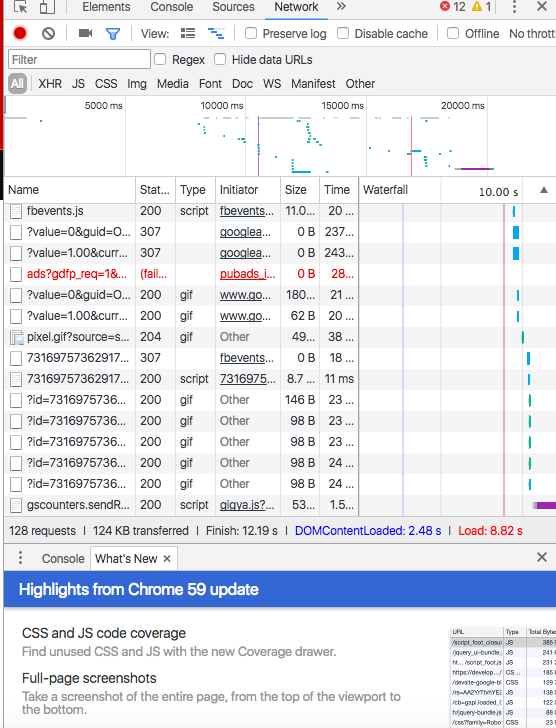 Elements Console Sources Network » 12 1
View: Preserve log Disable cache Offline No thrott
Filter Regex Hide data URLs
All XHR JS CSS Img Media Font Doc WS Manifest Other
5000 ms 10000 ms 15000 ms 20000 ms
Name Stat... Type Initiator Size Time Waterfall 10.00 s
fbevents.js 200 script fbevents... 11.0... 20 ...
?value=0&guid=O... 307 googlea... 0 B 237...
?value=1.00&curr... 307 googlea... 0 B 243...
ads?gdfp_req=1&... (fail... pubads_i... 0 B 28...
?value=0&guid=O... 200 gif www.go... 180... 21 ...
?value=1.00&curr... 200 gif www.go... 62 B 20 ...
pixel.gif?source=s... 204 gif Other 49... 38 ...
73169757362917... 307 fbevents... 0 B 18 ...
73169757362917... 200 script 7316975... 8.7 ... 11 ms
?id=7316975736... 200 gif Other 146 B 23 ...
?id=7316975736... 200 gif Other 98 B 23 ...
?id=7316975736... 200 gif Other 98 B 23 ...
?id=7316975736... 200 gif Other 98 B 24 ...
?id=7316975736... 200 gif Other 98 B 24 ...
gscounters.sendR... 200 script gigya.js?... 53... 1.5...
128 requests | 124 KB transferred | Finish: 12.19 s | DOMContentLoaded: 2.48 s | Load: 8.82 s
Console What's New ×
Highlights from Chrome 59 update
CSS and JS code coverage
Find unused CSS and JS with the new Coverage drawer.
Full-page screenshots
Take a screenshot of the entire page, from the top of the viewport to
the bottom.
URL Type Total Bytes
/script_foot_closu JS 385
/jquery_ui-bundle. JS 241
ht... /script_foot.js JS 231
https://develop... CS... 185
/devsite-google-bl CSS 129
/cb=gapi.loaded_ JS
h/jquery-bundle.js JS 88
/css?family=Robo CSS